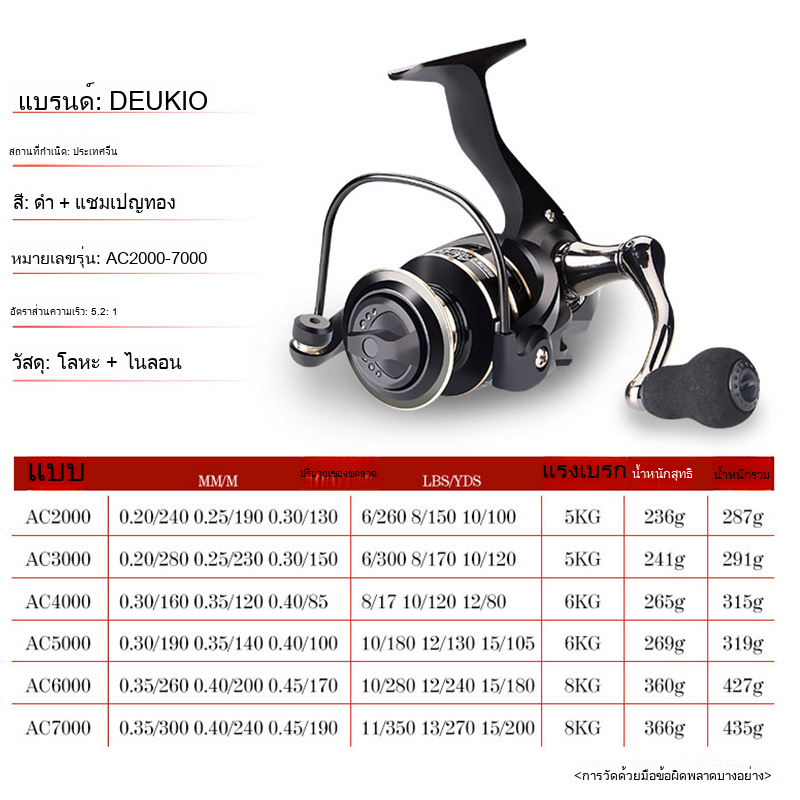 แบรนด์: DEUKIO
สถานที่กำเนิด: ประเทศจีน
สี: ดำ + แชมเปญทอง
หมายเลขรุ่น: AC2000-7000
อัตราส่วนความเร็ว: 5.2: 1
วัสดุ: โลหะ + ไนลอน
แบบ MM/M LBS/YDS แรงเบรก น้ำหนักสุทธิ น้ำหนักรวม
AC2000 0.20/240 0.25/190 0.30/130 6/260 8/150 10/100 5KG 236g 287g
AC3000 0.20/280 0.25/230 0.30/150 6/300 8/170 10/120 5KG 241g 291g
AC4000 0.30/160 0.35/120 0.40/85 8/17 10/120 12/80 6KG 265g 315g
AC5000 0.30/190 0.35/140 0.40/100 10/180 12/130 15/105 6KG 269g 319g
AC6000 0.35/260 0.40/200 0.45/170 10/280 12/240 15/180 8KG 360g 427g
AC7000 0.35/300 0.40/240 0.45/190 11/350 13/270 15/200 8KG 366g 435g
<การวัดด้วยมือข้อผิดพลาดบางอย่าง>